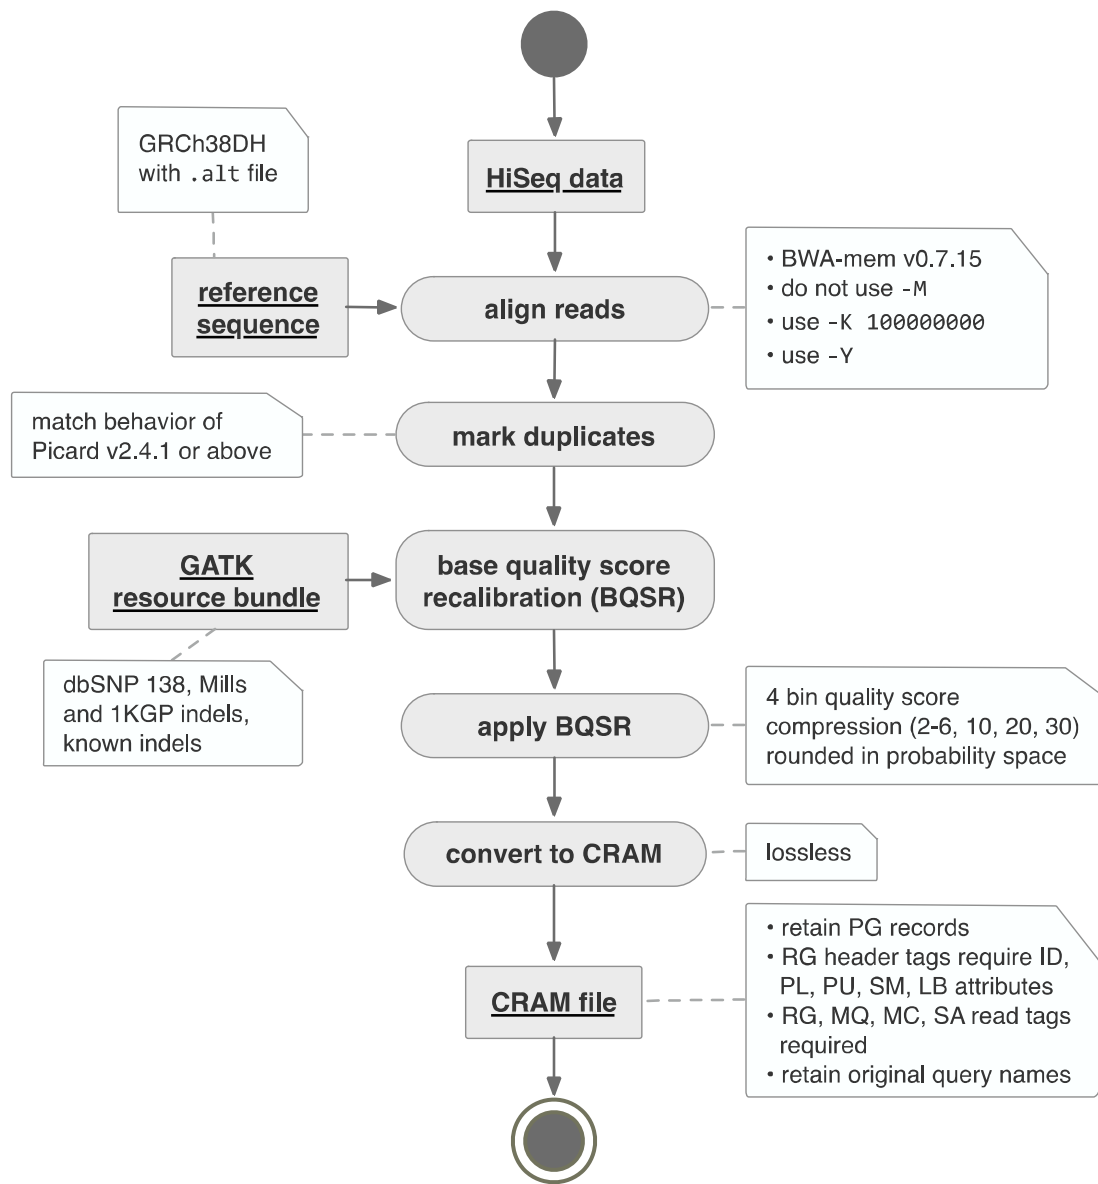 GRCh38DH
with .alt file
HiSeq data
reference
sequence
align reads
• BWA-mem v0.7.15
• do not use -M
• use -K 100000000
• use -Y
match behavior of
Picard v2.4.1 or above
mark duplicates
GATK
resource bundle
base quality score
recalibration (BQSR)
dbSNP 138, Mills
and 1KGP indels,
known indels
apply BQSR
4 bin quality score
compression (2-6, 10, 20, 30)
rounded in probability space
convert to CRAM
lossless
CRAM file
• retain PG records
• RG header tags require ID,
PL, PU, SM, LB attributes
• RG, MQ, MC, SA read tags
required
• retain original query names